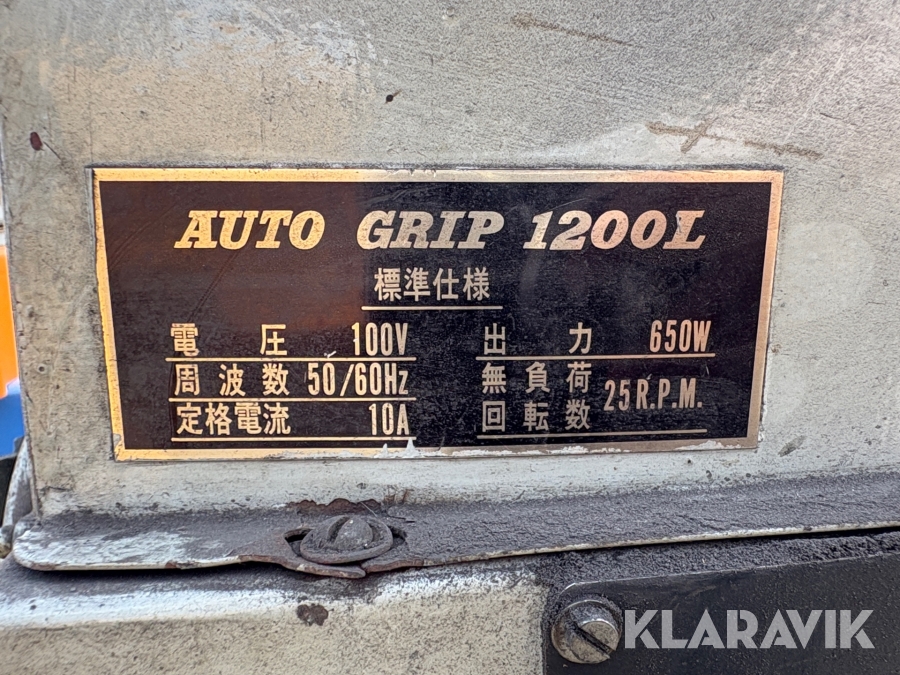 AUTO GRIP 1200L
標準仕様
電圧 100V
周波数 50/60Hz
定格電流 10A
出力 650W
無負荷
回転数 25R.P.M.
KLARAVIK